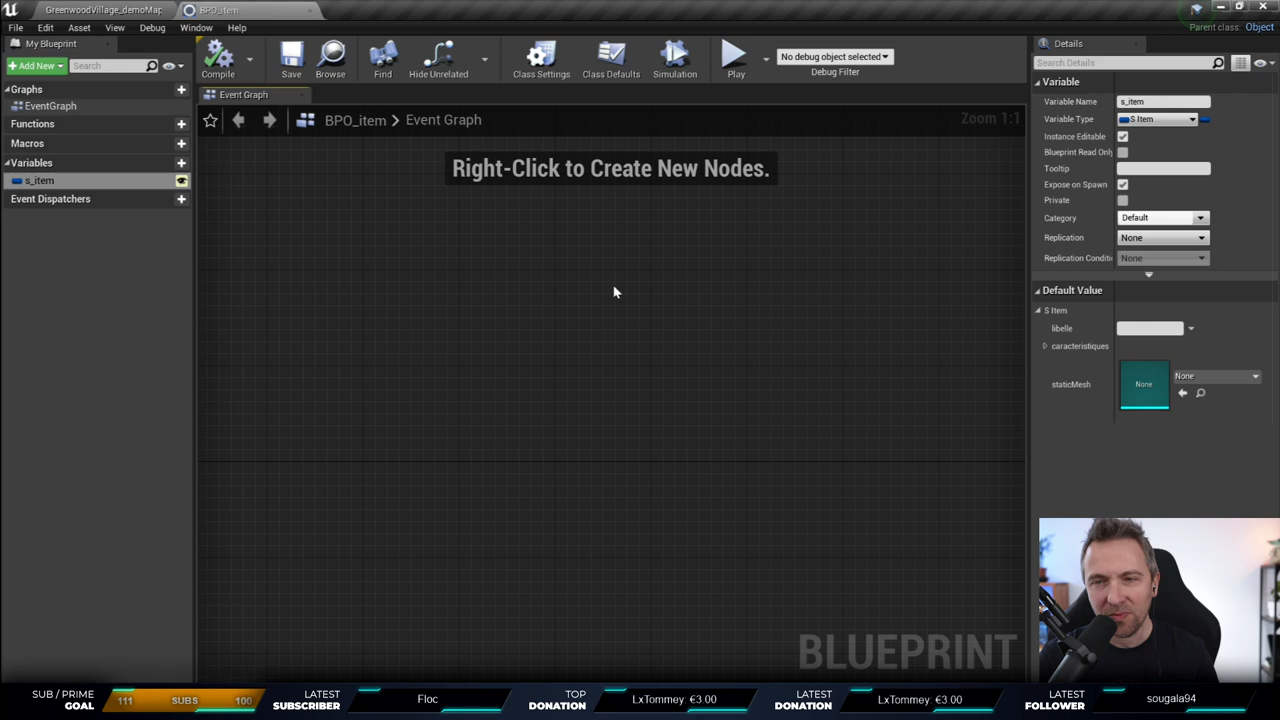 GreenwoodVillage_demoMap
BPO_item
File Edit Asset View Debug Window Help
Parent class: Object
My Blueprint
Add New
Search
Graphs
EventGraph
Functions
Macros
Variables
s_item
Event Dispatchers
Compile
Save
Browse
Find
Hide Unrelated
Class Settings
Class Defaults
Simulation
Play
No debug object selected
Debug Filter
Event Graph
BPO_item > Event Graph
Zoom 1:1
Right-Click to Create New Nodes.
BLUEPRINT
Details
Search Details
Variable
Variable Name s_item
Variable Type S Item
Instance Editable
Blueprint Read Only
Tooltip
Expose on Spawn
Private
Category Default
Replication None
Replication Conditi None
Default Value
S Item
libelle
caracteristiques
staticMesh None None
SUB / PRIME GOAL
111 SUBS 100
LATEST SUBSCRIBER
Floc
TOP DONATION
LxTommey €3.00
LATEST DONATION
LxTommey €3.00
LATEST FOLLOWER
sougala94